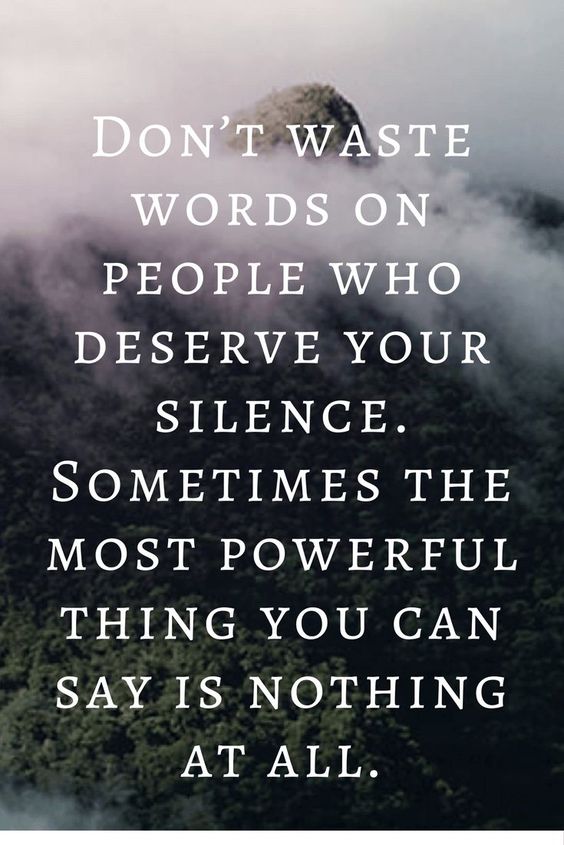 Don’t waste
words on
people who
deserve your
silence.
Sometimes the
most powerful
thing you can
say is nothing
at all.